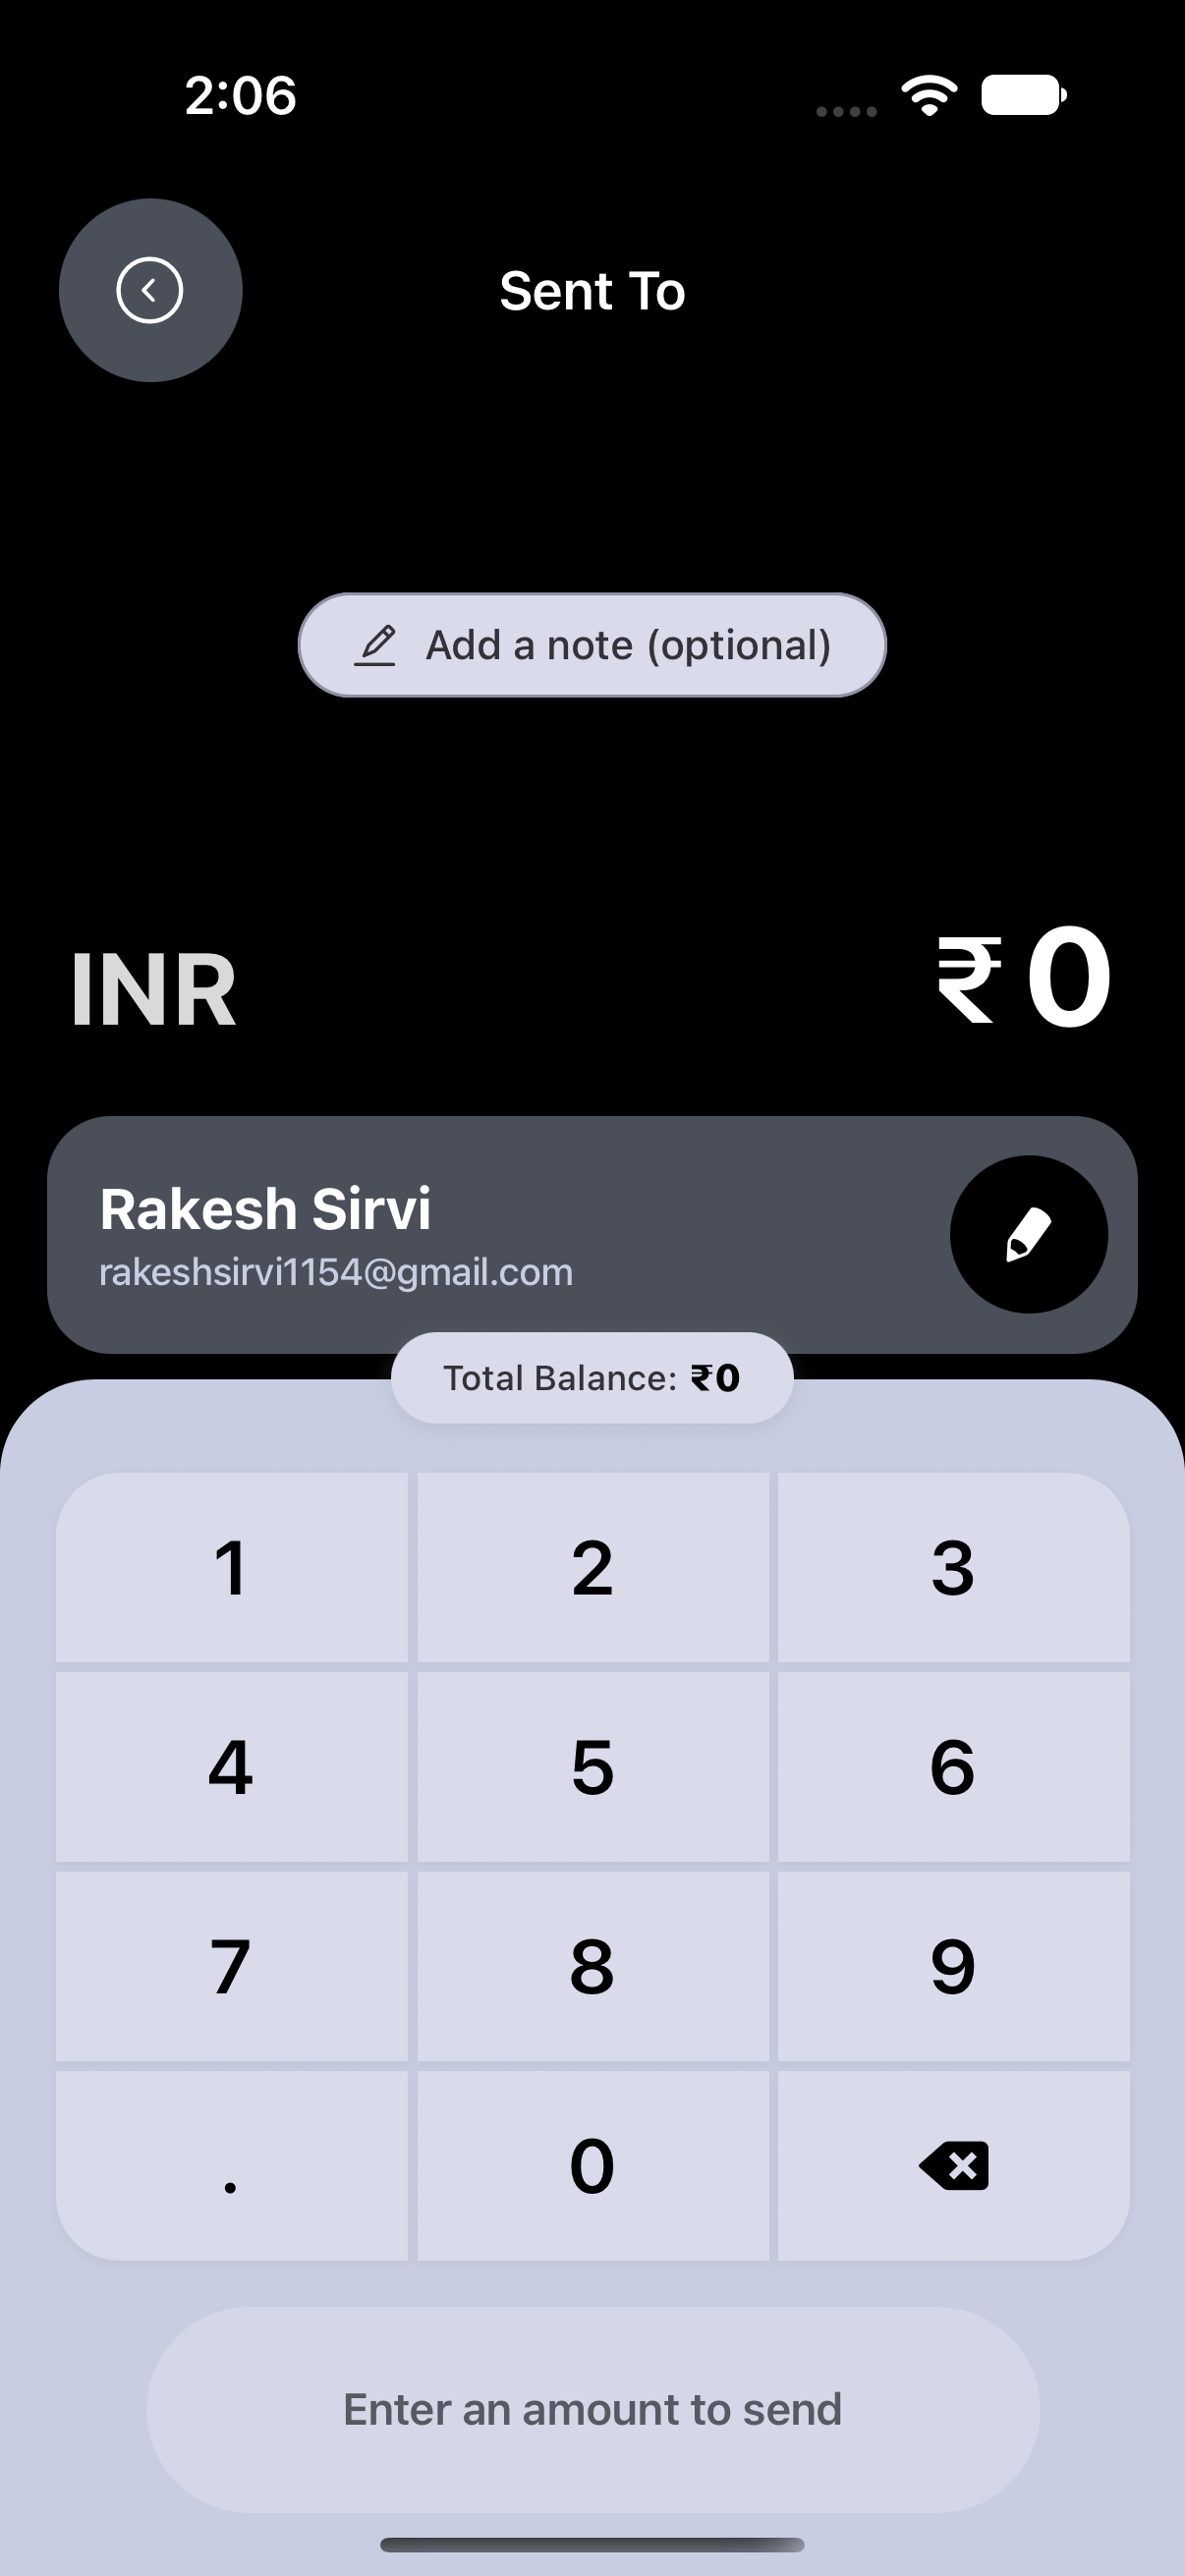 2:06
Sent To
Add a note (optional)
INR
₹0
Rakesh Sirvi
rakeshsirvi1154@gmail.com
Total Balance: ₹0
1 2 3
4 5 6
7 8 9
. 0
Enter an amount to send